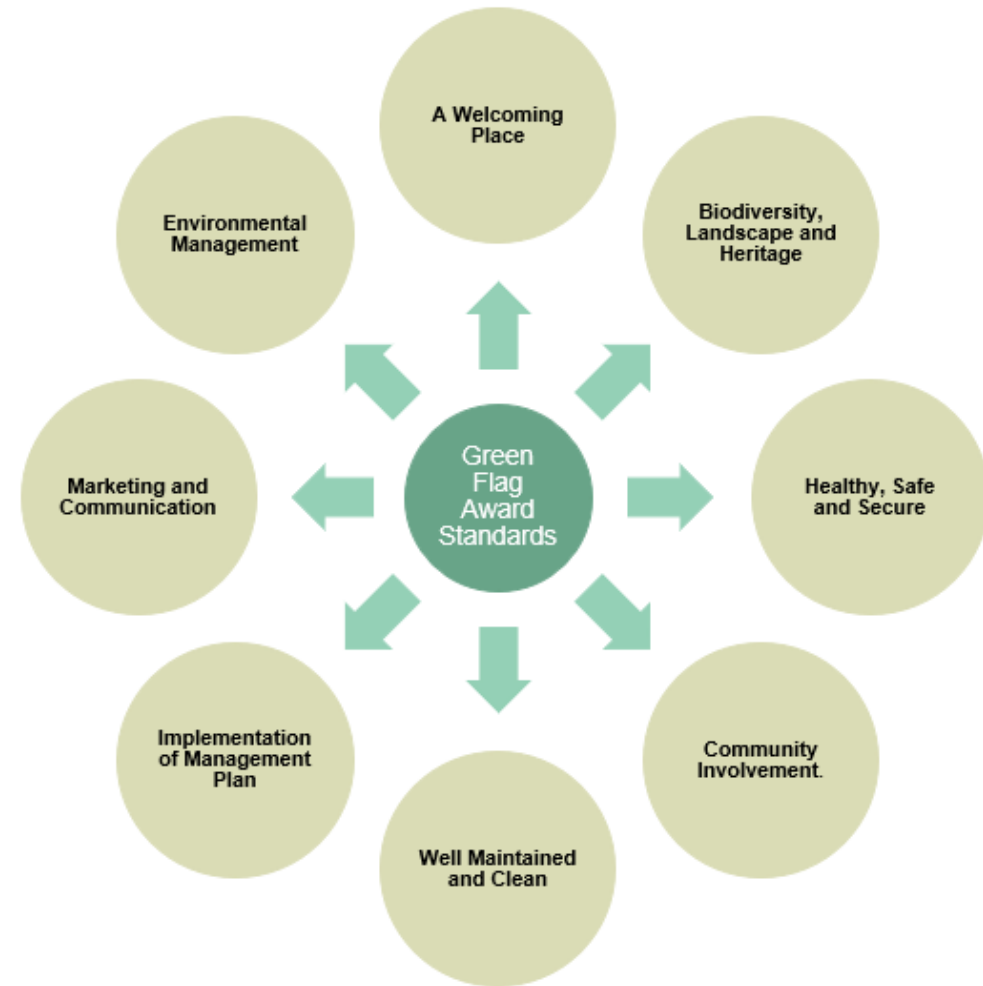 A Welcoming
Place
Biodiversity,
Landscape and
Heritage
Healthy, Safe
and Secure
Community
Involvement.
Well Maintained
and Clean
Implementation
of Management
Plan
Marketing and
Communication
Environmental
Management
Green
Flag
Award
Standards